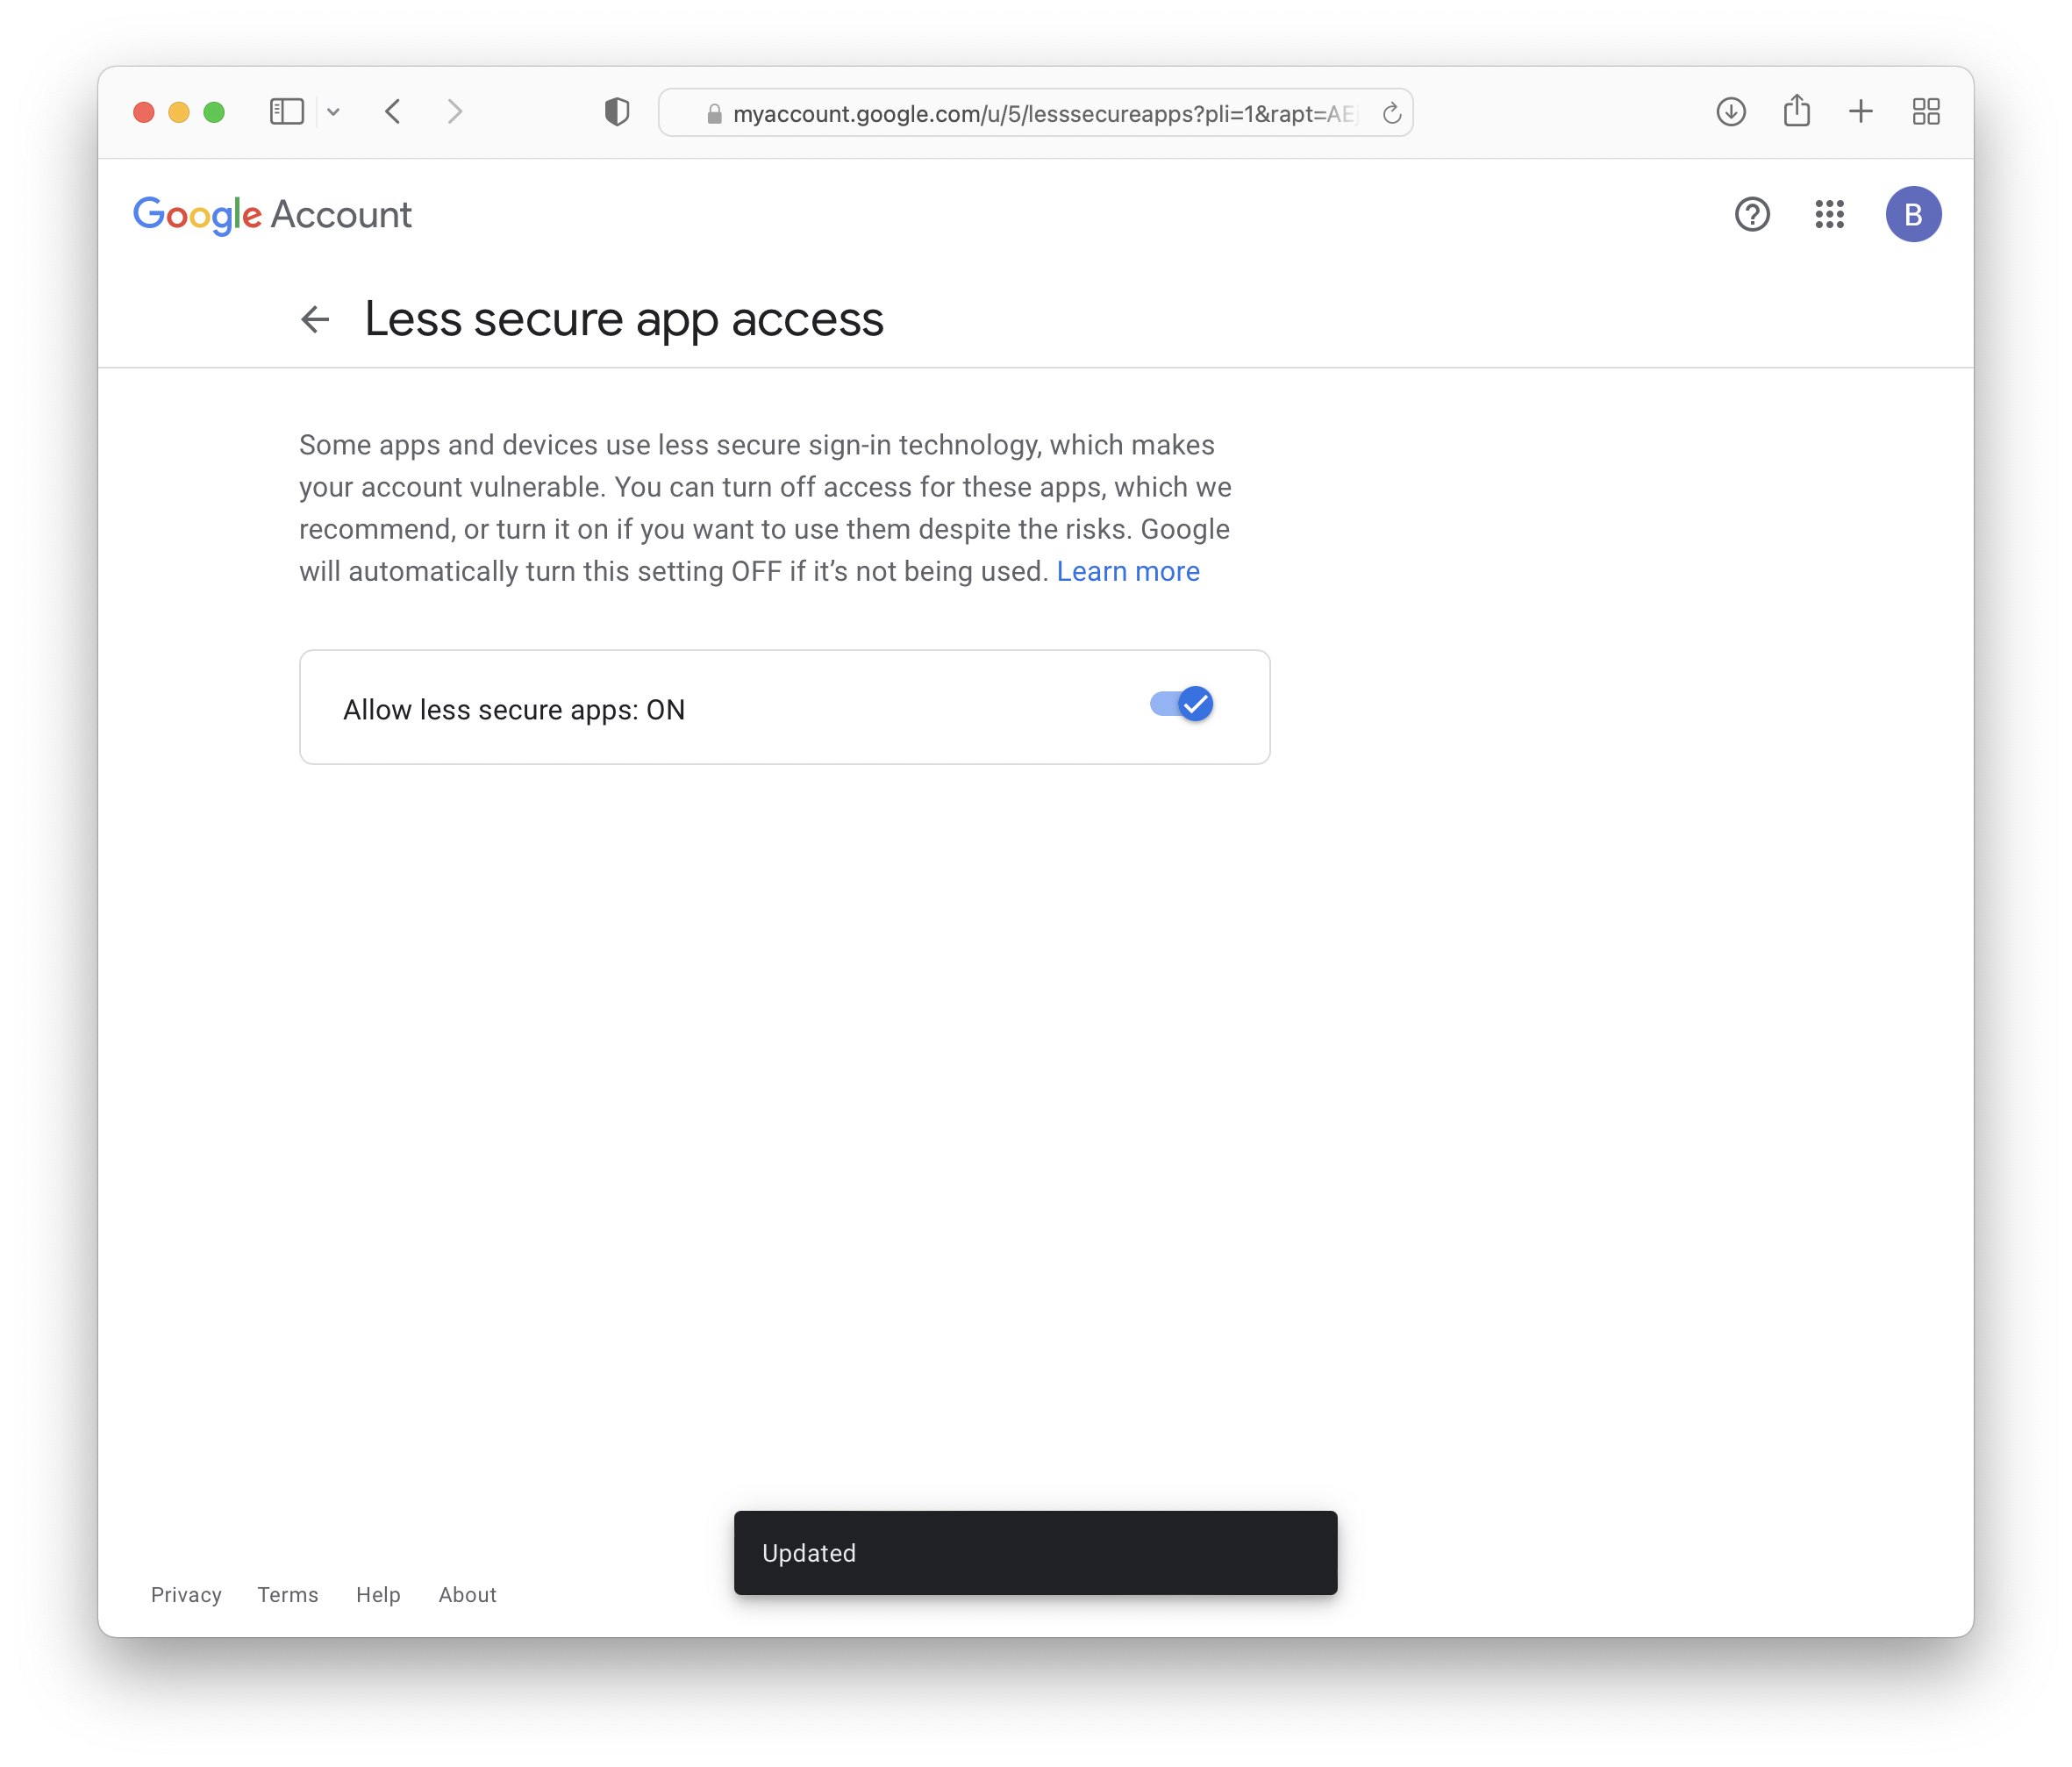 myaccount.google.com/u/5/lesssecureapps?pli=1&rapt=AE
Google Account
B
Less secure app access
Some apps and devices use less secure sign-in technology, which makes
your account vulnerable. You can turn off access for these apps, which we
recommend, or turn it on if you want to use them despite the risks. Google
will automatically turn this setting OFF if it’s not being used. Learn more
Allow less secure apps: ON
Updated
Privacy Terms Help About